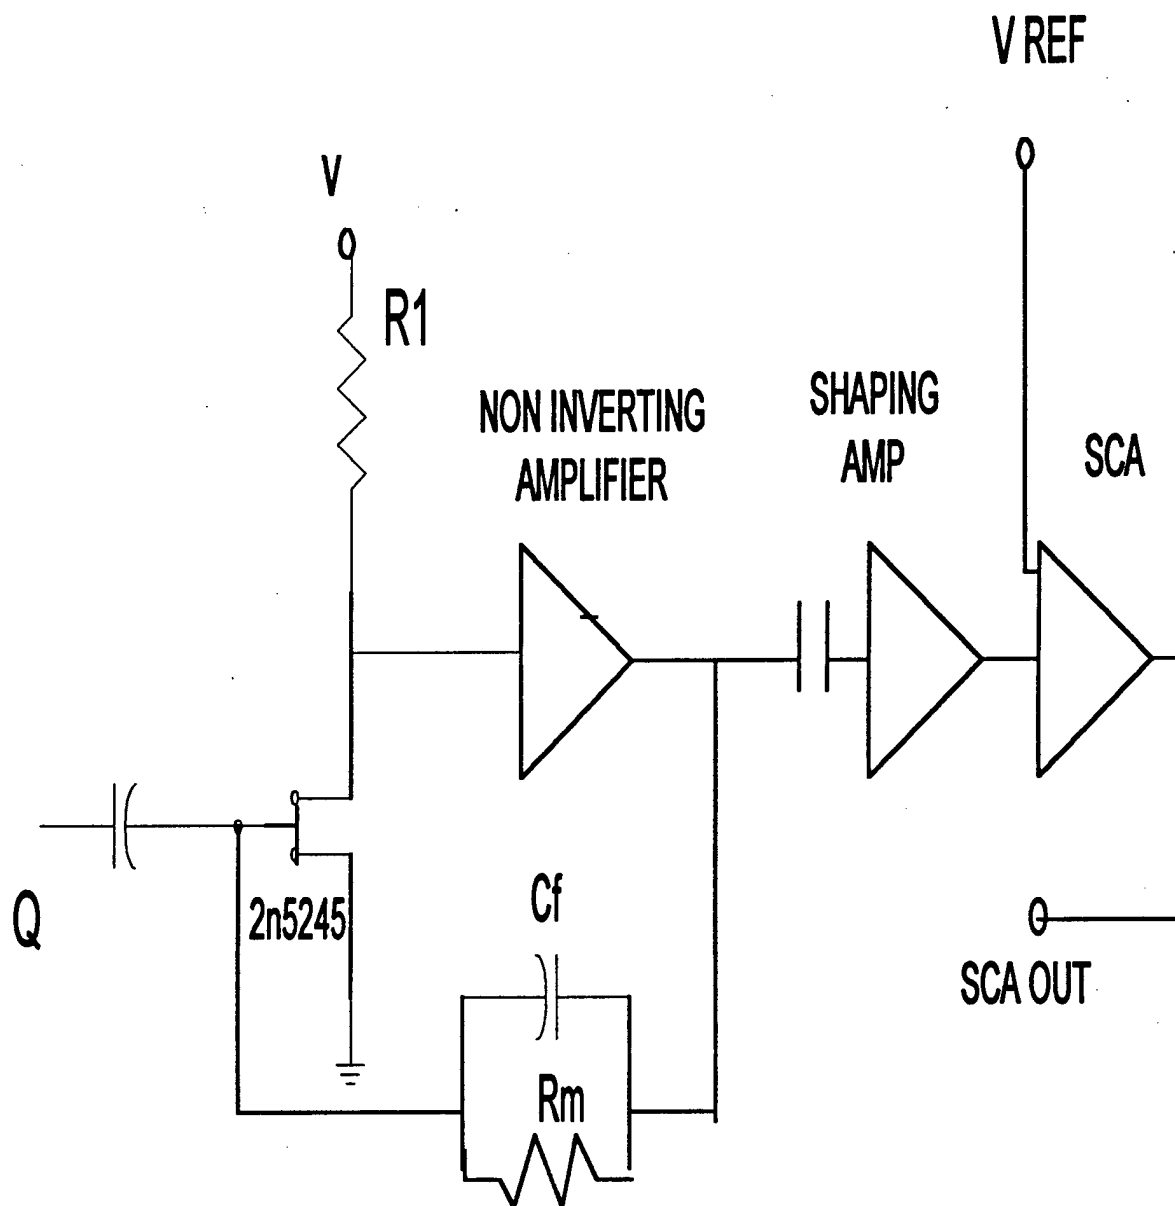 V REF
V
R1
NON INVERTING
AMPLIFIER
SHAPING
AMP
SCA
Q
2n5245
Cf
Rm
SCA OUT